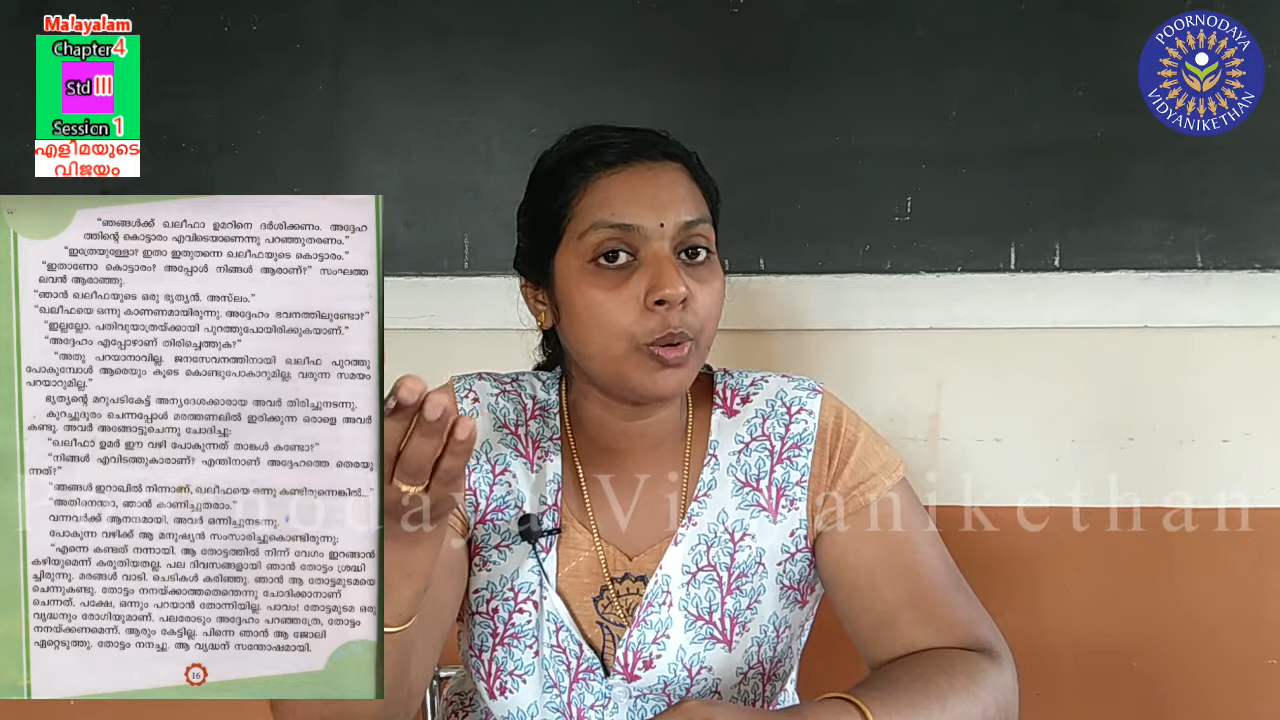 Malayalam
Chapter 4
Std III
Session 1
എളിമയുടെ
വിജയം
POORNODAYA
VIDYANIKETHAN
"ഞങ്ങൾക്ക് ഖലീഫാ ഉമറിനെ ദർശിക്കണം. അദ്ദേഹ
ത്തിന്റെ കൊട്ടാരം എവിടെയാണെന്നു പറഞ്ഞുതരണം."
"ഇത്രേയുള്ളോ? ഇതാ ഇതുതന്നെ ഖലീഫയുടെ കൊട്ടാരം."
"ഇതാണോ കൊട്ടാരം? അപ്പോൾ നിങ്ങൾ ആരാണ്?" സംഘത്ത
ലവൻ ആരാഞ്ഞു.
"ഞാൻ ഖലീഫയുടെ ഒരു ഭൃത്യൻ. അസ്‌ലം."
"ഖലീഫയെ ഒന്നു കാണണമായിരുന്നു. അദ്ദേഹം ഭവനത്തിലുണ്ടോ?"
"ഇല്ലല്ലോ. പതിവുയാത്രയ്ക്കായി പുറത്തുപോയിരിക്കുകയാണ്."
"അദ്ദേഹം എപ്പോഴാണ് തിരിച്ചെത്തുക?"
"അതു പറയാനാവില്ല. ജനസേവനത്തിനായി ഖലീഫ പുറത്തു
പോകുമ്പോൾ ആരെയും കൂടെ കൊണ്ടുപോകാറുമില്ല; വരുന്ന സമയം
പറയാറുമില്ല."
ഭൃത്യന്റെ മറുപടികേട്ട് അന്യദേശക്കാരായ അവർ തിരിച്ചുനടന്നു.
കുറച്ചുദൂരം ചെന്നപ്പോൾ മരത്തണലിൽ ഇരിക്കുന്ന ഒരാളെ അവർ
കണ്ടു. അവർ അങ്ങോട്ടുചെന്നു ചോദിച്ചു:
"ഖലീഫാ ഉമർ ഈ വഴി പോകുന്നത് താങ്കൾ കണ്ടോ?"
"നിങ്ങൾ എവിടത്തുകാരാണ്? എന്തിനാണ് അദ്ദേഹത്തെ തെരയു
ന്നത്?"
"ഞങ്ങൾ ഇറാഖിൽ നിന്നാണ്, ഖലീഫയെ ഒന്നു കണ്ടിരുന്നെങ്കിൽ..."
"അതിനെന്താ, ഞാൻ കാണിച്ചുതരാം."
വന്നവർക്ക് ആനന്ദമായി. അവർ ഒന്നിച്ചുനടന്നു.
പോകുന്ന വഴിക്ക് ആ മനുഷ്യൻ സംസാരിച്ചുകൊണ്ടിരുന്നു:
"എന്നെ കണ്ടത് നന്നായി. ആ തോട്ടത്തിൽ നിന്ന് വേഗം ഇറങ്ങാൻ
കഴിയുമെന്ന് കരുതിയതല്ല. പല ദിവസങ്ങളായി ഞാൻ തോട്ടം ശ്രദ്ധി
ച്ചിരുന്നു. മരങ്ങൾ വാടി. ചെടികൾ കരിഞ്ഞു. ഞാൻ ആ തോട്ടമുടമയെ
ചെന്നുകണ്ടു. തോട്ടം നനയ്ക്കാത്തതെന്തെന്നു ചോദിക്കാനാണ്
ചെന്നത്. പക്ഷേ, ഒന്നും പറയാൻ തോന്നിയില്ല. പാവം! തോട്ടമുടമ ഒരു
വൃദ്ധനും രോഗിയുമാണ്. പലരോടും അദ്ദേഹം പറഞ്ഞത്രേ, തോട്ടം
നനയ്ക്കണമെന്ന്. ആരും കേട്ടില്ല. പിന്നെ ഞാൻ ആ ജോലി
ഏറ്റെടുത്തു. തോട്ടം നനച്ചു. ആ വൃദ്ധന് സന്തോഷമായി.
16
Poornodaya Vidyanikethan